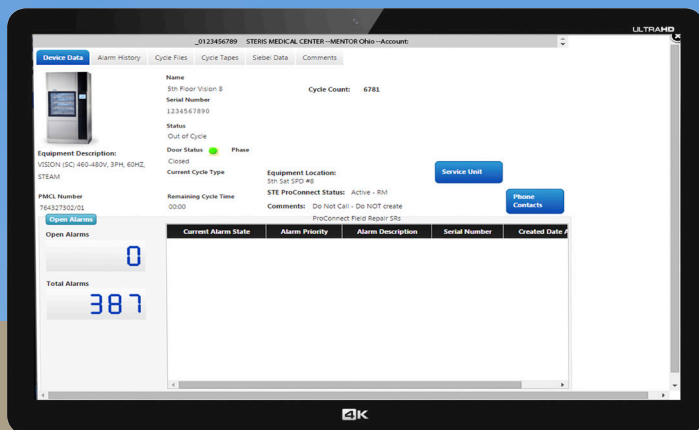 ULTRAHD
_0123456789 STERIS MEDICAL CENTER --MENTOR Ohio --Account:
Device Data Alarm History Cycle Files Cycle Tapes Siebel Data Comments
Name
5th Floor Vision 8
Cycle Count: 6781
Serial Number
1234567890
Status
Out of Cycle
Door Status Phase
Closed
Current Cycle Type
Equipment Description:
VISION (SC) 460-480V, 3PH, 60HZ,
STEAM
Equipment Location:
5th Sat SPD #8
Service Unit
PMCL Number
764327302/01
Remaining Cycle Time
00:00
STE ProConnect Status: Active - RM
Comments: Do Not Call - Do NOT create
ProConnect Field Repair SRs
Phone
Contacts
Open Alarms
Open Alarms
0
Total Alarms
387
Current Alarm State Alarm Priority Alarm Description Serial Number Created Date A
4K